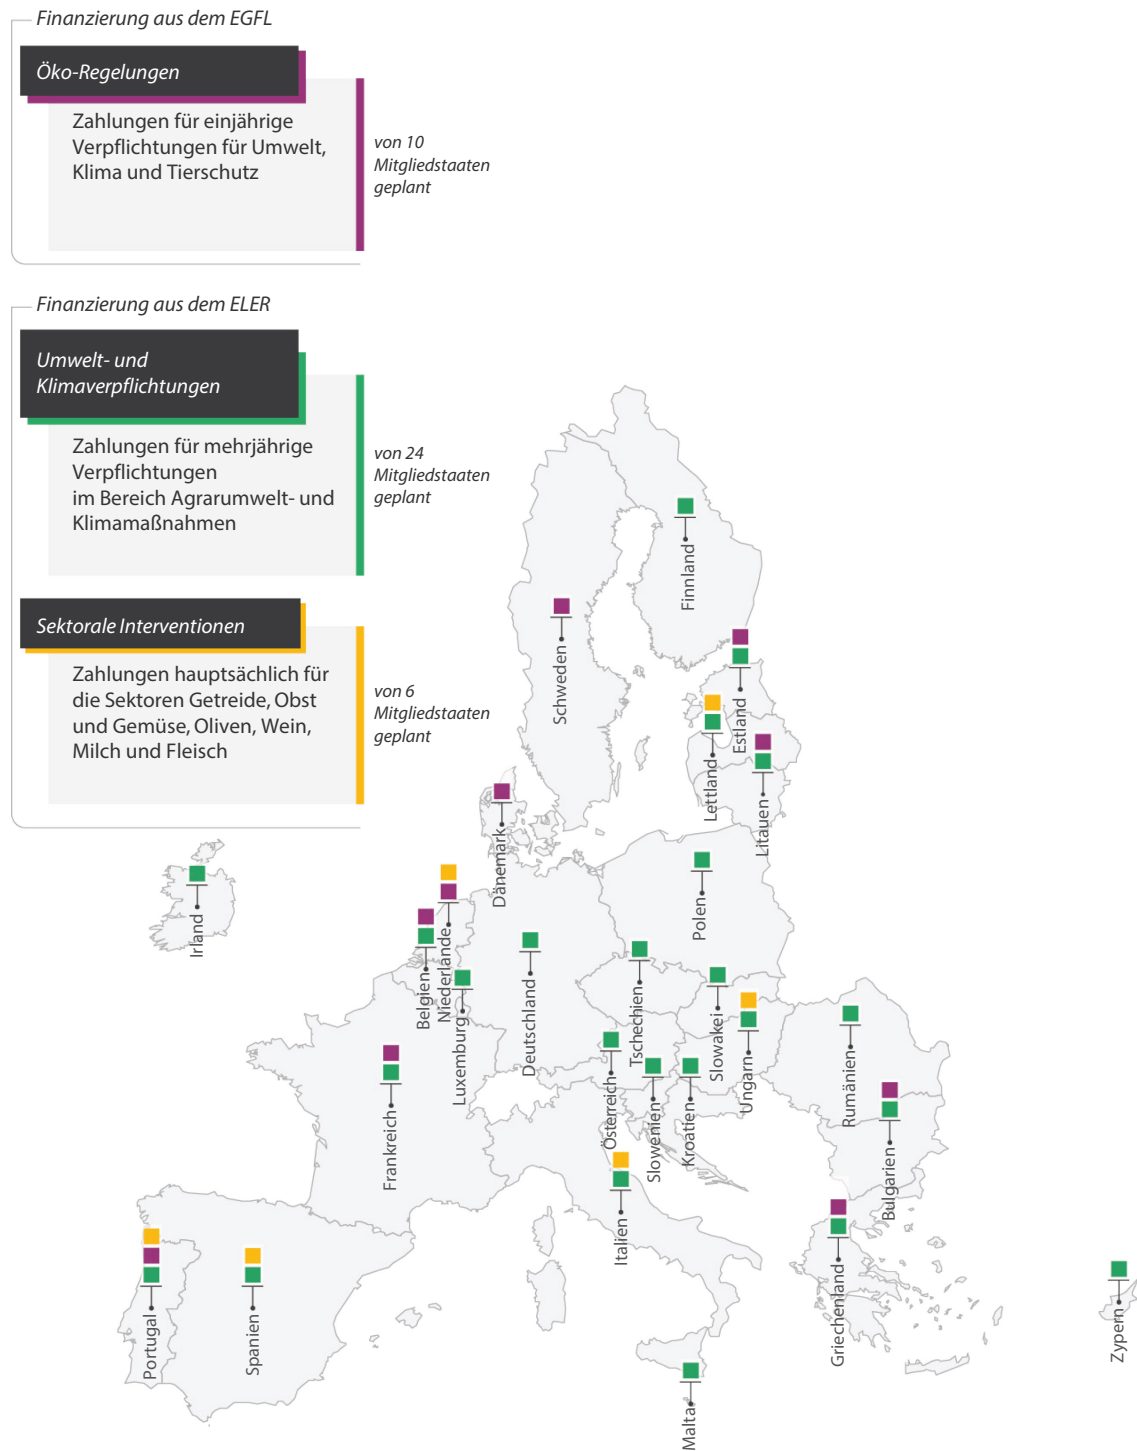 Finanzierung aus dem EGFL
Öko-Regelungen
Zahlungen für einjährige
Verpflichtungen für Umwelt,
Klima und Tierschutz
von 10
Mitgliedstaaten
geplant
Finanzierung aus dem ELER
Umwelt- und
Klimaverpflichtungen
Zahlungen für mehrjährige
Verpflichtungen
im Bereich Agrarumwelt- und
Klimamaßnahmen
von 24
Mitgliedstaaten
geplant
Sektorale Interventionen
Zahlungen hauptsächlich für
die Sektoren Getreide, Obst
und Gemüse, Oliven, Wein,
Milch und Fleisch
von 6
Mitgliedstaaten
geplant
Finnland
Schweden
Estland
Lettland
Litauen
Dänemark
Irland
Polen
Niederlande
Belgien
Luxemburg
Deutschland
Tschechien
Slowakei
Ungarn
Rumänien
Österreich
Slowenien
Kroatien
Frankreich
Bulgarien
Italien
Griechenland
Portugal
Spanien
Zypern
Malta